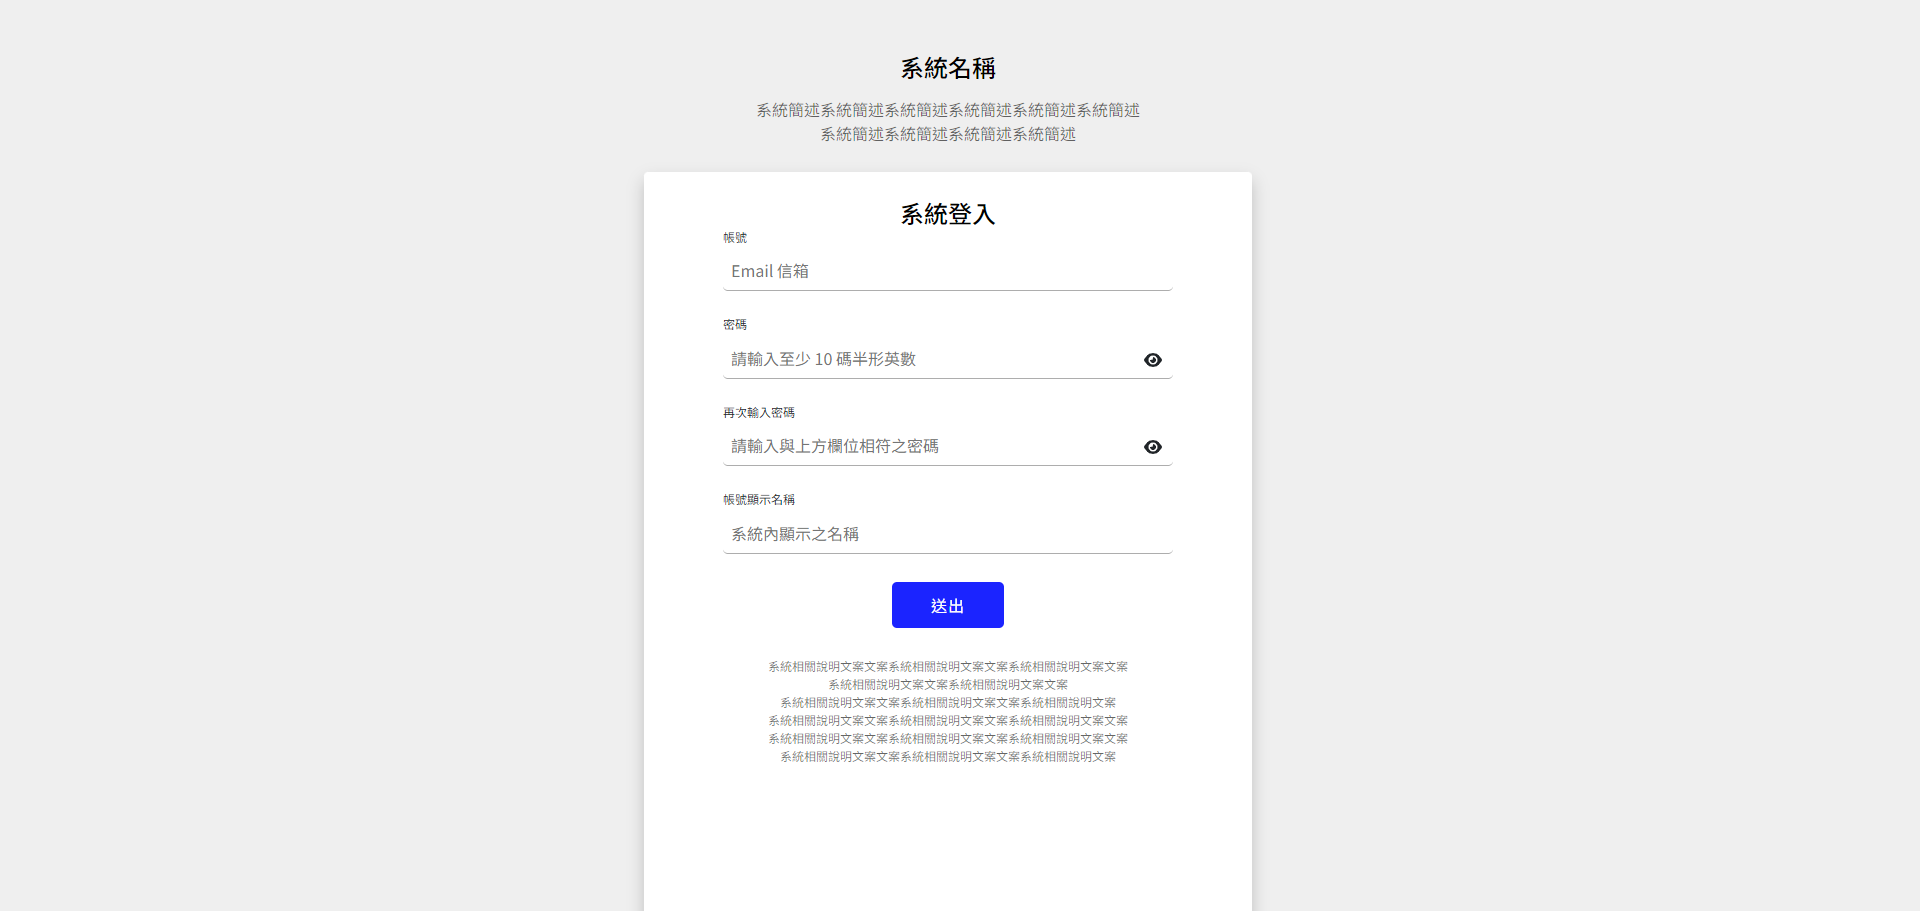 系統名稱
系統簡述系統簡述系統簡述系統簡述系統簡述系統簡述
系統簡述系統簡述系統簡述系統簡述
系統登入
帳號
Email 信箱
密碼
請輸入至少 10 碼半形英數
再次輸入密碼
請輸入與上方欄位相符之密碼
帳號顯示名稱
系統內顯示之名稱
送出
系統相關說明文案文案系統相關說明文案文案系統相關說明文案文案
系統相關說明文案文案系統相關說明文案文案
系統相關說明文案文案系統相關說明文案文案系統相關說明文案
系統相關說明文案文案系統相關說明文案文案系統相關說明文案文案
系統相關說明文案文案系統相關說明文案文案系統相關說明文案文案
系統相關說明文案文案系統相關說明文案文案系統相關說明文案